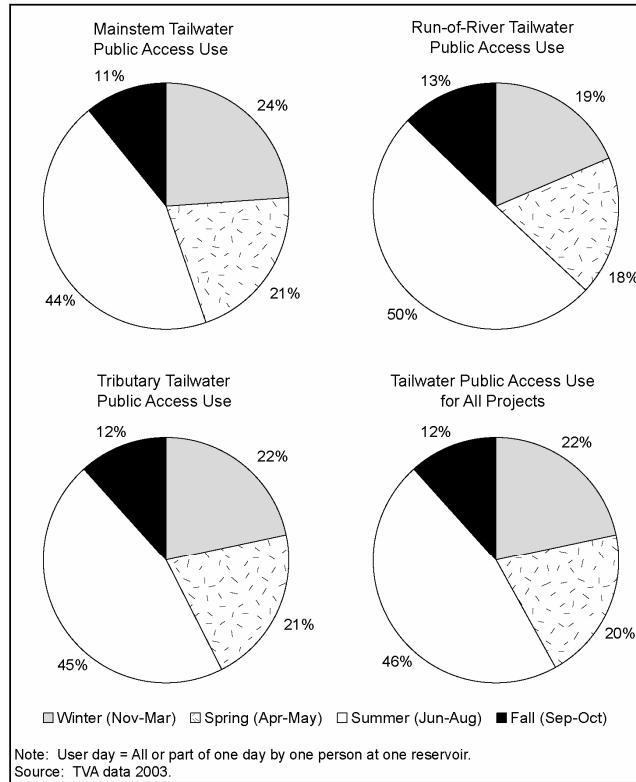 Mainstem Tailwater
Public Access Use
11%
24%
44%
21%
Run-of-River Tailwater
Public Access Use
13%
19%
50%
18%
Tributary Tailwater
Public Access Use
12%
22%
45%
21%
Tailwater Public Access Use
for All Projects
12%
22%
46%
20%
Winter (Nov-Mar) Spring (Apr-May) Summer (Jun-Aug) Fall (Sep-Oct)
Note: User day = All or part of one day by one person at one reservoir.
Source: TVA data 2003.